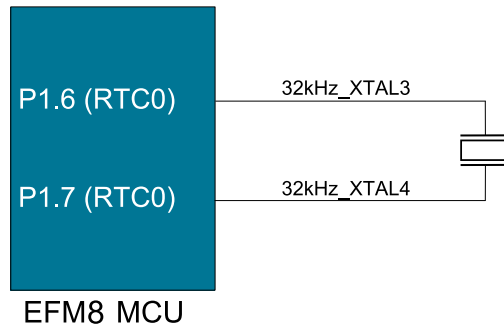 P1.6 (RTC0)
32kHz_XTAL3
P1.7 (RTC0)
32kHz_XTAL4
EFM8 MCU